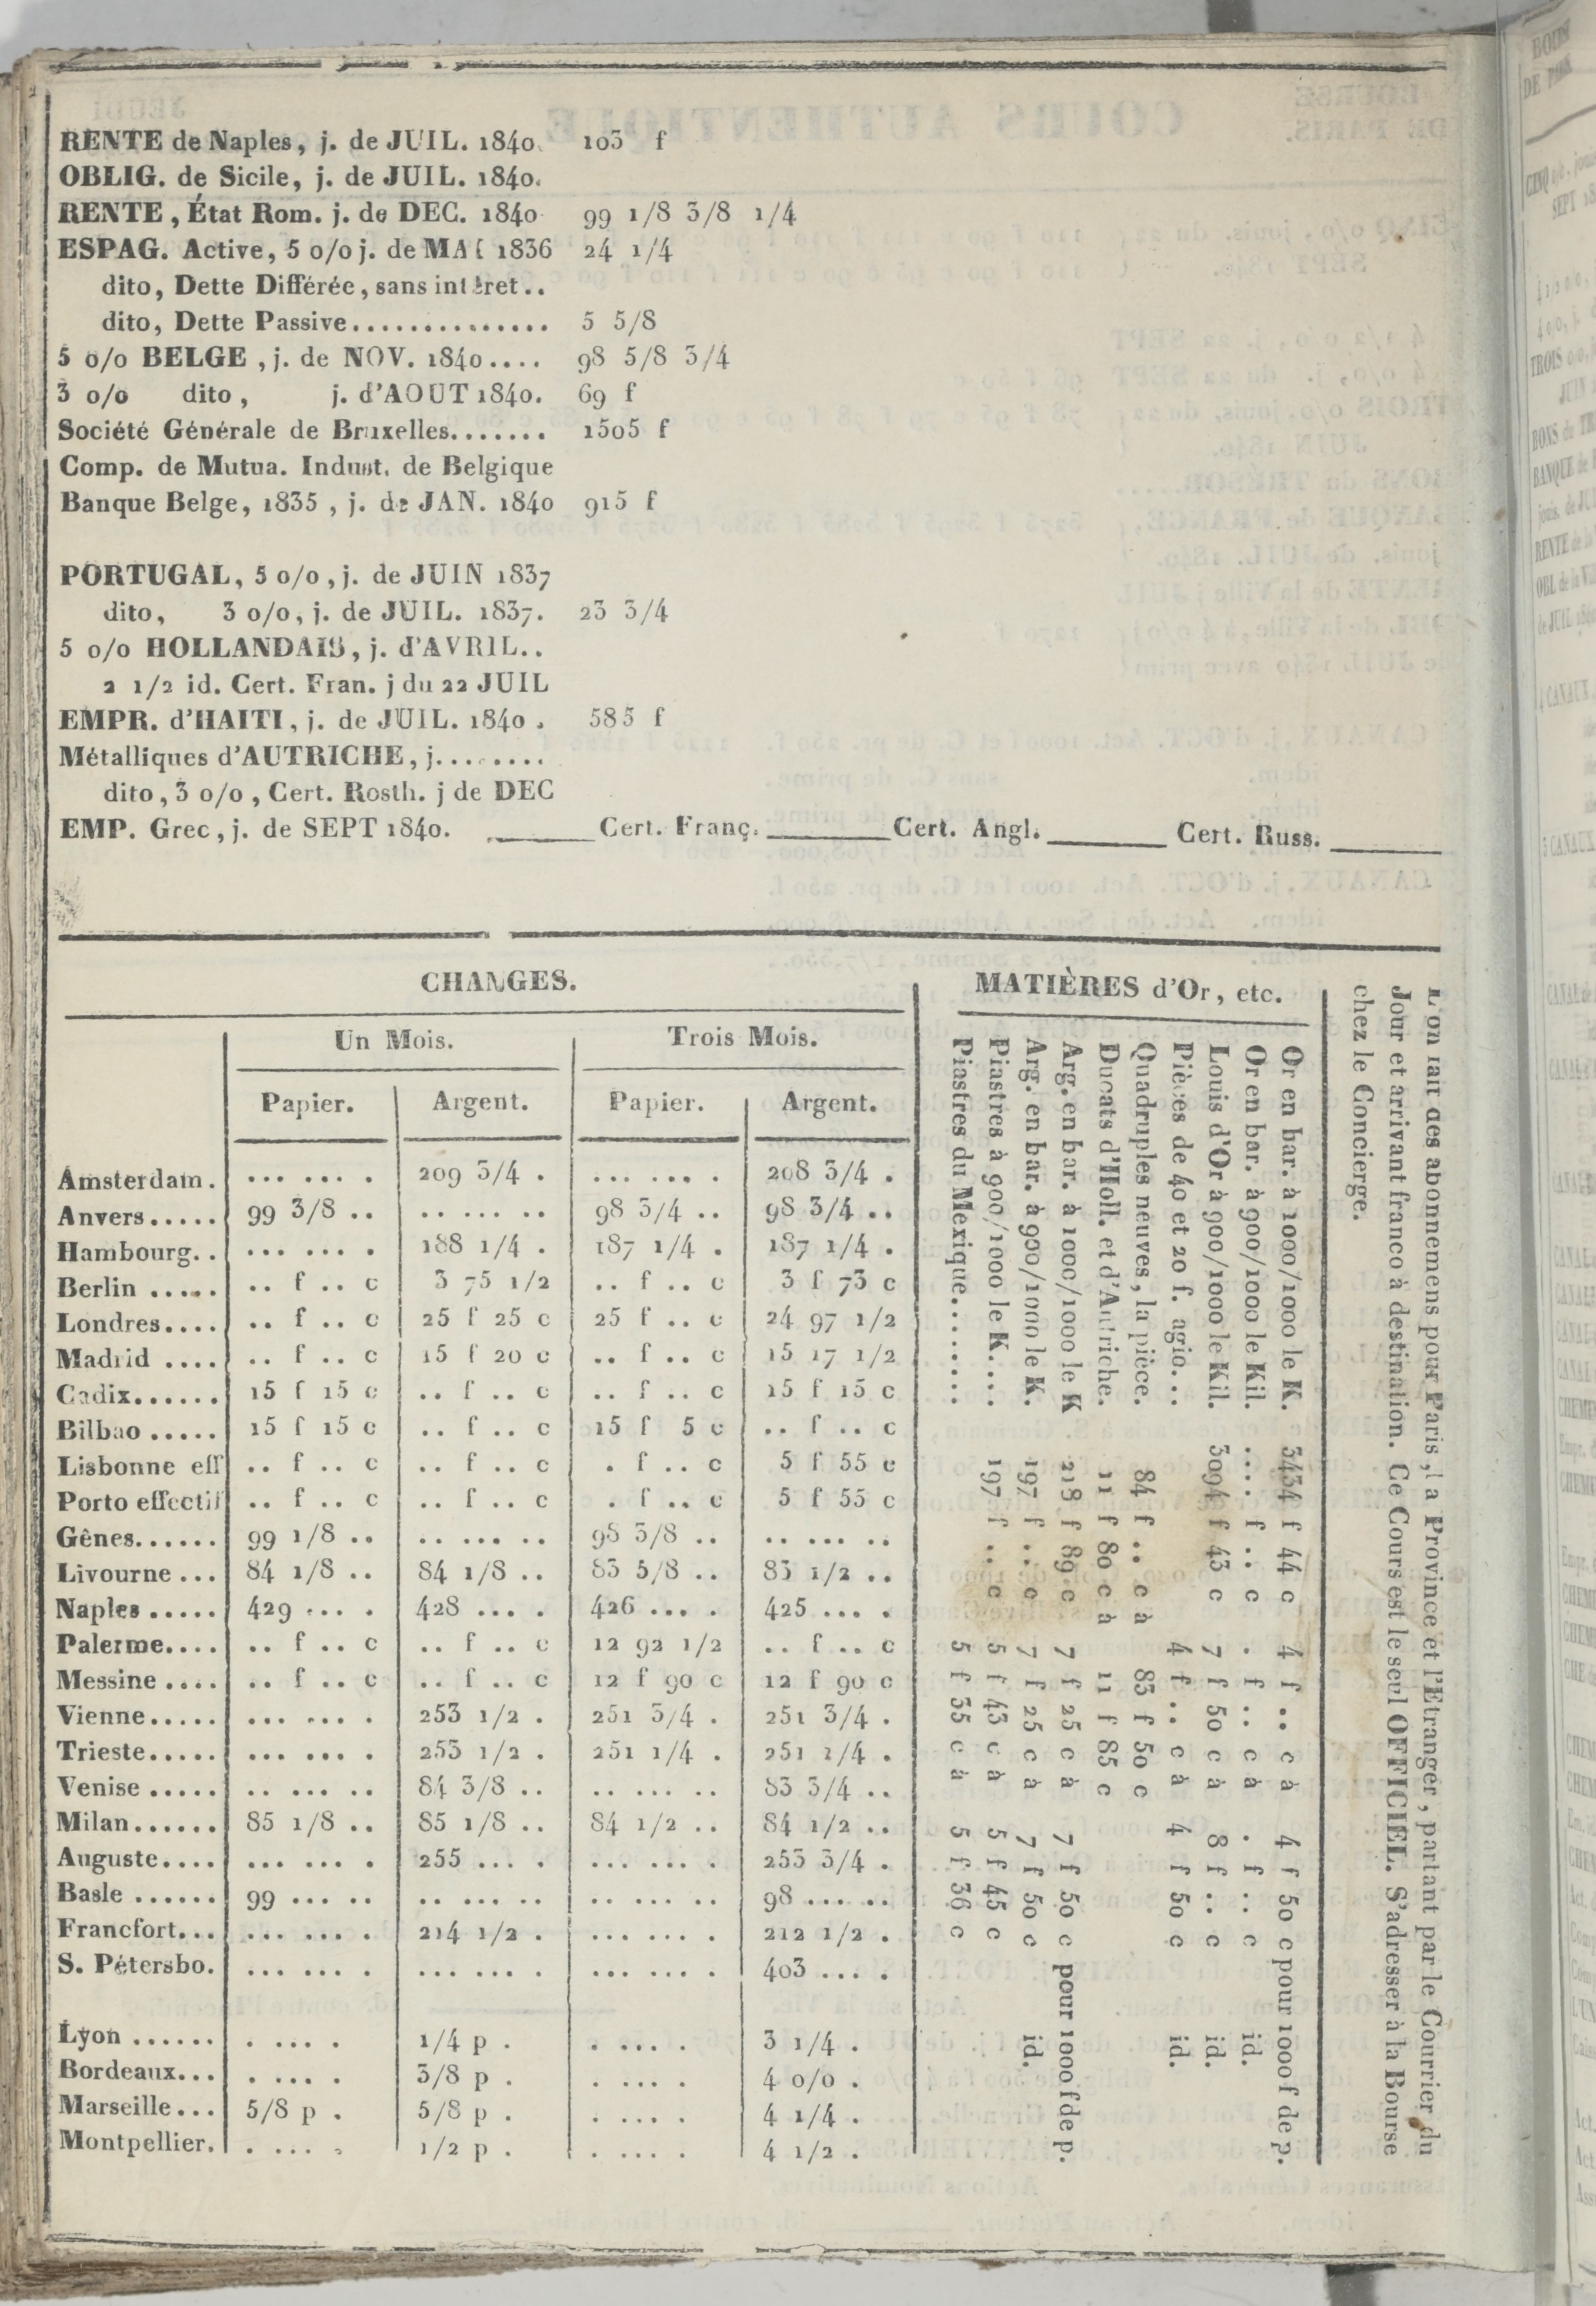 RENTE de Naples, j. de JUIL. 1840. 103 f
OBLIG. de Sicile, j. de JUIL. 1840.
RENTE, État Rom. j. de DEC. 1840 99 1/8 3/8 1/4
ESPAG. Active, 5 o/o j. de MAI 1836 24 1/4
dito, Dette Différée, sans intéret..
dito, Dette Passive.............. 5 5/8
5 o/o BELGE, j. de NOV. 1840.... 98 5/8 3/4
3 o/o dito, j. d'AOUT 1840. 69 f
Société Générale de Bruxelles....... 1505 f
Comp. de Mutua. Indust. de Belgique
Banque Belge, 1835, j. de JAN. 1840 915 f
PORTUGAL, 5 o/o, j. de JUIN 1837
dito, 3 o/o, j. de JUIL. 1837. 23 3/4
5 o/o HOLLANDAIS, j. d'AVRIL..
2 1/2 id. Cert. Fran. j du 22 JUIL
EMPR. d'HAITI, j. de JUIL. 1840. 585 f
Métalliques d'AUTRICHE, j........
dito, 3 o/o, Cert. Rosth. j de DEC
EMP. Grec, j. de SEPT 1840. ____ Cert. Franç. ____ Cert. Angl. ____ Cert. Russ. ____
CHANGES.
Un Mois. Trois Mois.
Papier. Argent. Papier. Argent.
Amsterdam. ... ... . 209 3/4 . ... ... . 208 3/4 .
Anvers..... 99 3/8 .. .. ... .. 98 3/4 .. 98 3/4 ..
Hambourg.. ... ... . 188 1/4 . 187 1/4 . 187 1/4 .
Berlin ..... .. f .. c 3 75 1/2 .. f .. c 3 f 73 c
Londres.... .. f .. c 25 f 25 c 25 f .. c 24 97 1/2
Madrid .... .. f .. c 15 f 20 c .. f .. c 15 17 1/2
Cadix...... 15 f 15 c .. f .. c .. f .. c 15 f 15 c
Bilbao ..... 15 f 15 c .. f .. c 15 f 5 c .. f .. c
Lisbonne eff .. f .. c .. f .. c . f .. c 5 f 55 c
Porto effectif .. f .. c .. f .. c . f .. c 5 f 55 c
Gênes...... 99 1/8 .. .. ... .. 98 3/8 .. .. ... ..
Livourne ... 84 1/8 .. 84 1/8 .. 83 5/8 .. 83 1/2 ..
Naples ..... 429 ... . 428 ... . 426 ... . 425 ... .
Palerme.... .. f .. c .. f .. c 12 92 1/2 .. f .. c
Messine .... .. f .. c .. f .. c 12 f 90 c 12 f 90 c
Vienne..... ... ... . 253 1/2 . 251 3/4 . 251 3/4 .
Trieste..... ... ... . 253 1/2 . 251 1/4 . 251 1/4 .
Venise ..... .. ... .. 84 3/8 .. .. ... .. 83 3/4 ..
Milan...... 85 1/8 .. 85 1/8 .. 84 1/2 .. 84 1/2 ..
Auguste.... ... ... . 255 ... . ... ... . 253 3/4 .
Basle ...... 99 ... .. .. ... .. .. ... .. 98 ... ..
Francfort... ... ... . 214 1/2 . ... ... . 212 1/2 .
S. Pétersbo. ... ... . ... ... . ... ... . 403 ... .
Lyon ...... . ... . 1/4 p . . ... . 3 1/4 .
Bordeaux... . ... . 3/8 p . . ... . 4 o/o .
Marseille... 5/8 p . 5/8 p . . ... . 4 1/4 .
Montpellier. . ... . 1/2 p . . ... . 4 1/2 .
MATIÈRES d'Or, etc.
Or en bar. à 1000/1000 le K. 3434 f 44 c 4 f .. c à 4 f 50 c pour 1000 f de p.
Or en bar. à 900/1000 le Kil. .... f .. c . f .. c à . f .. c id.
Louis d'Or à 900/1000 le Kil. 3094 f 43 c 7 f 50 c à 8 f .. c id.
Pièces de 40 et 20 f. agio... 4 f .. c à 4 f 50 c id.
Quadruples neuves, la pièce. 84 f .. c à 83 f 50 c
Ducats d'Holl. et d'Autriche. 11 f 80 c à 11 f 85 c
Arg. en bar. à 1000/1000 le K 218 f 89 c 7 f 25 c à 7 f 50 c pour 1000 f de p.
Arg. en bar. à 900/1000 le K. 197 f .. c 7 f 25 c à 7 f 50 c id.
Piastres à 900/1000 le K.... 197 f .. c 5 f 43 c à 5 f 45 c
Piastres du Mexique........ 5 f 35 c à 5 f 36 c
L'on fait des abonnemens pour Paris, la Province et l'Etranger, partant par le Courrier du
Jour et arrivant franco à destination. Ce Cours est le seul OFFICIEL. S'adresser à la Bourse
chez le Concierge.